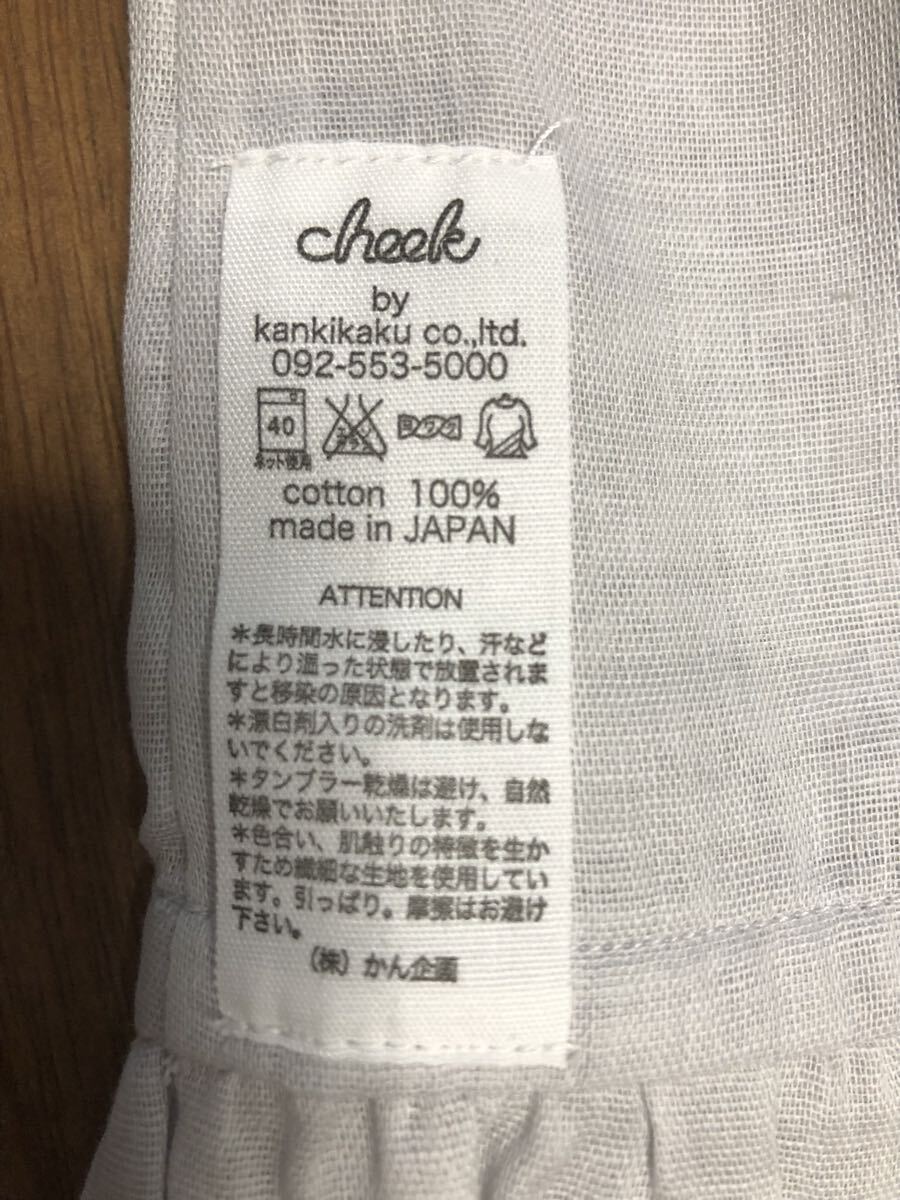 cheek
by
kankikaku co.,ltd.
092-553-5000
40
ネット使用
cotton 100%
made in JAPAN
ATTENTION
＊長時間水に浸したり、汗など
により湿った状態で放置されま
すと移染の原因となります。
＊漂白剤入りの洗剤は使用しな
いでください。
＊タンブラー乾燥は避け、自然
乾燥でお願いいたします。
＊色合い、肌触りの特徴を生か
すため繊細な生地を使用してい
ます。引っぱり。摩擦はお避け
下さい。
（株）かん企画